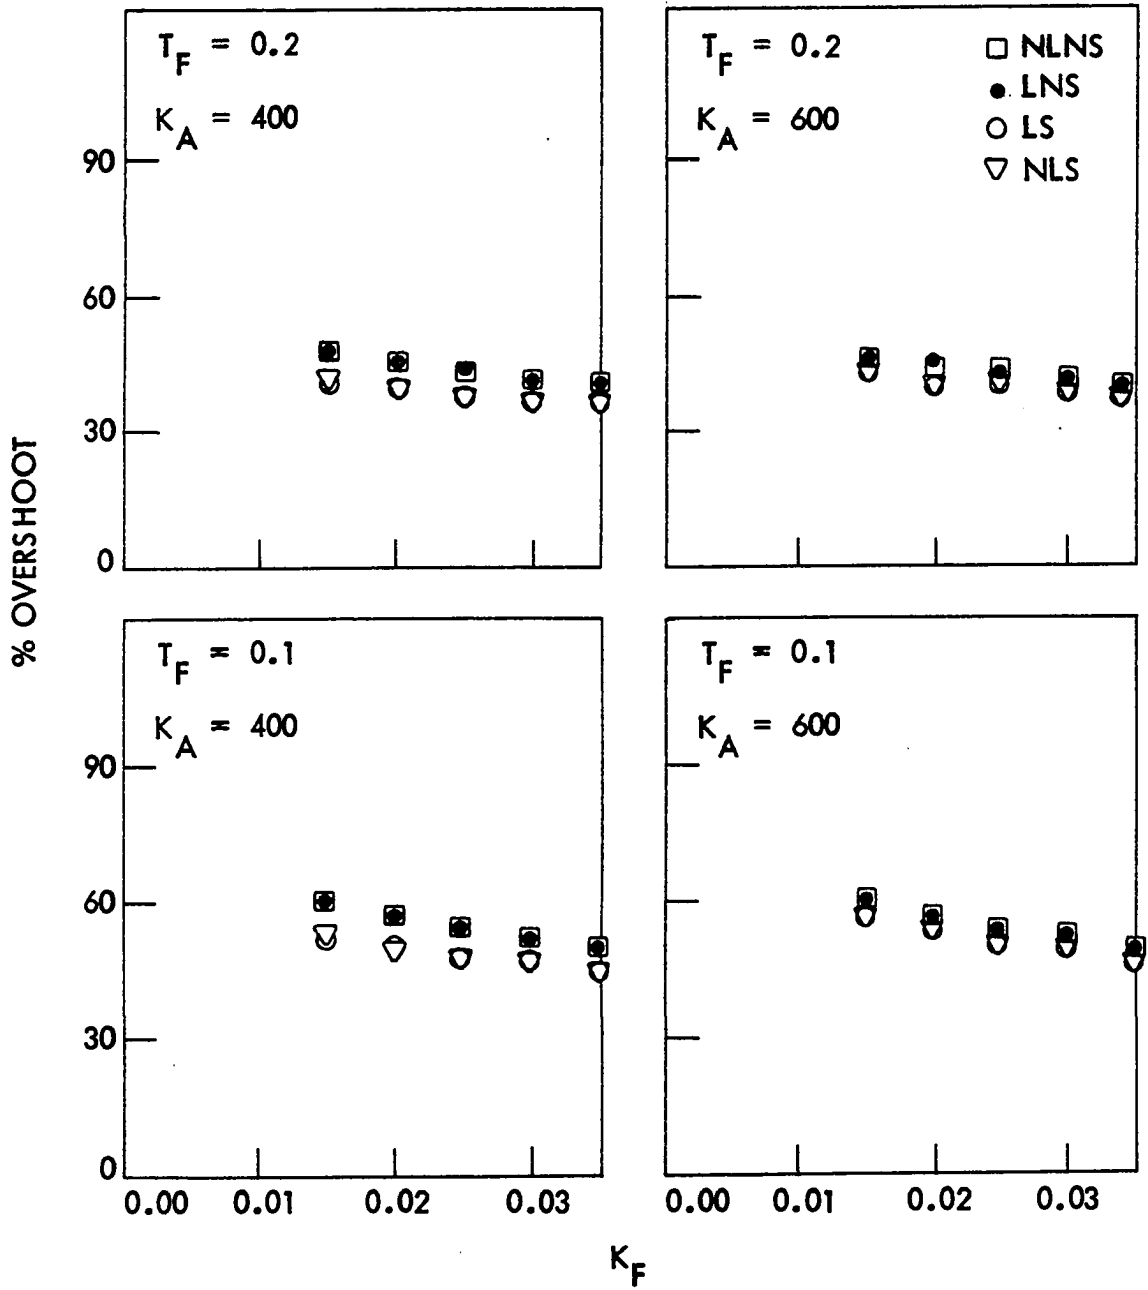 T_F = 0.2
K_A = 400
90
60
30
0
T_F = 0.2
K_A = 600
NLNS
LNS
LS
NLS
% OVERSHOOT
T_F = 0.1
K_A = 400
90
60
30
0
0.00 0.01 0.02 0.03
T_F = 0.1
K_A = 600
0.00 0.01 0.02 0.03
K_F